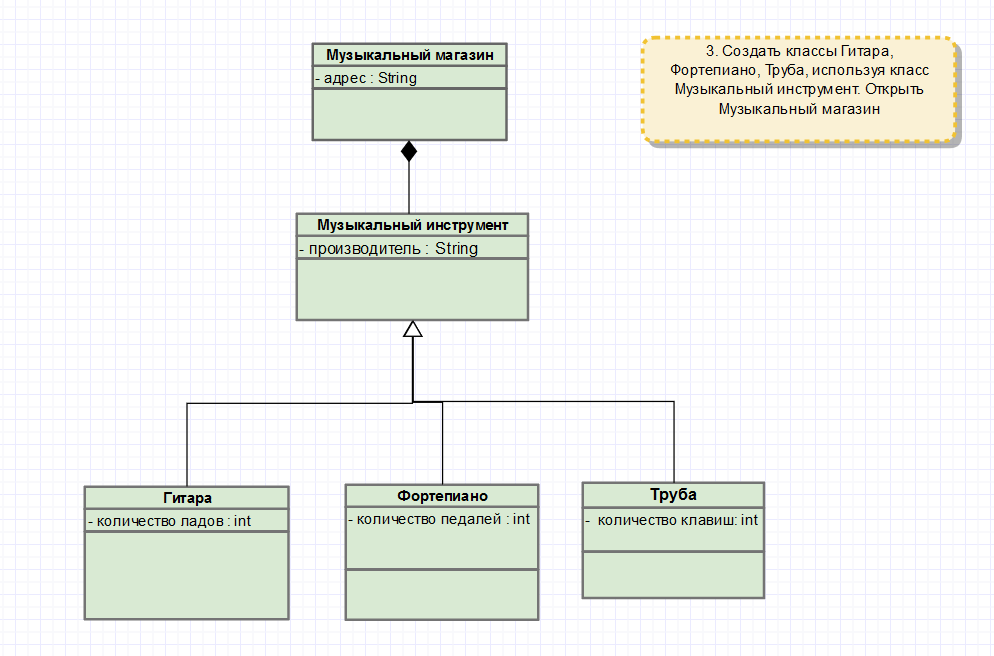 Музыкальный магазин
- адрес : String
3. Создать классы Гитара,
Фортепиано, Труба, используя класс
Музыкальный инструмент. Открыть
Музыкальный магазин
Музыкальный инструмент
- производитель : String
Гитара
- количество ладов : int
Фортепиано
- количество педалей : int
Труба
- количество клавиш: int